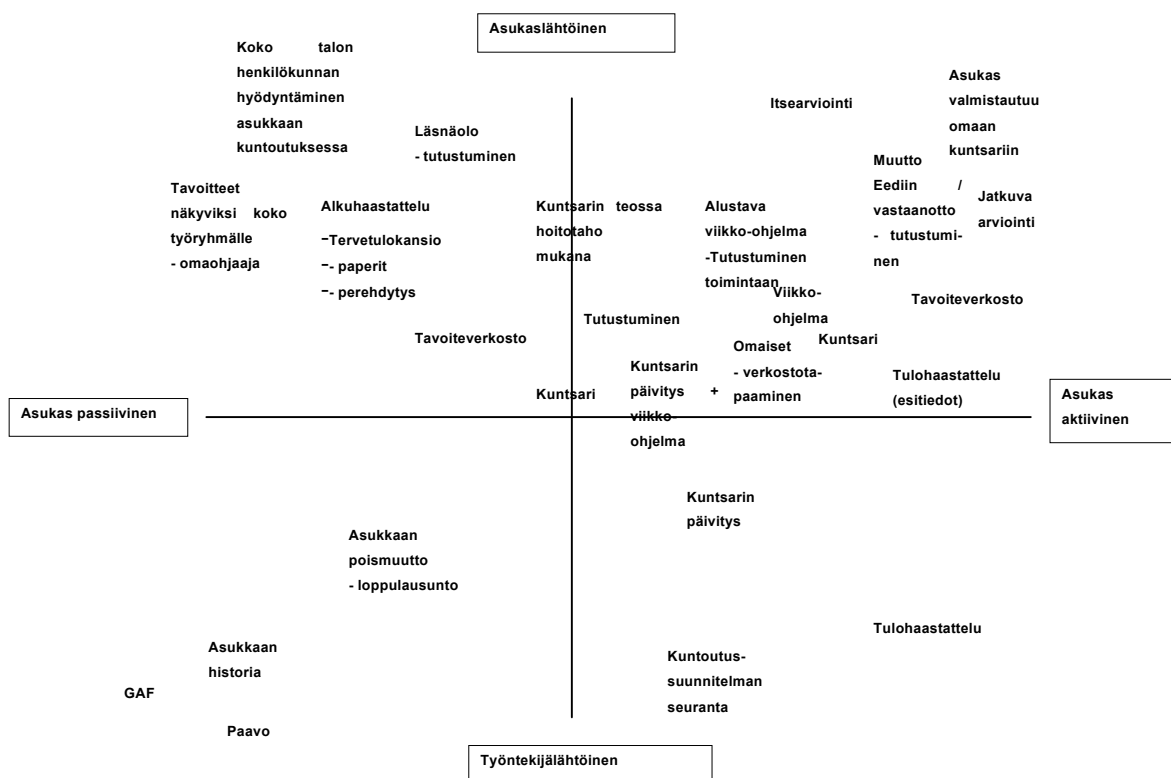 Asukaslähtöinen
Koko talon
henkilökunnan
hyödyntäminen
asukkaan
kuntoutuksessa
Läsnäolo
- tutustuminen
Itsearviointi
Asukas
valmistautuu
omaan
kuntsariin
Muutto
Eediin /
vastaanotto
- tutustumi-
nen
Jatkuva
arviointi
Tavoitteet
näkyviksi koko
työryhmälle
- omaohjaaja
Alkuhaastattelu
−Tervetulokansio
−- paperit
−- perehdytys
Kuntsarin teossa
hoitotaho
mukana
Alustava
viikko-ohjelma
-Tutustuminen
toimintaan
Viikko-
ohjelma
Tavoiteverkosto
Tavoiteverkosto
Tutustuminen
Kuntsari
Omaiset
- verkostota-
paaminen
Kuntsari
Kuntsarin
päivitys +
viikko-
ohjelma
Tulohaastattelu
(esitiedot)
Asukas passiivinen
Asukas
aktiivinen
Kuntsarin
päivitys
Asukkaan
poismuutto
- loppulausunto
Tulohaastattelu
Asukkaan
historia
Kuntoutus-
suunnitelman
seuranta
GAF
Paavo
Työntekijälähtöinen